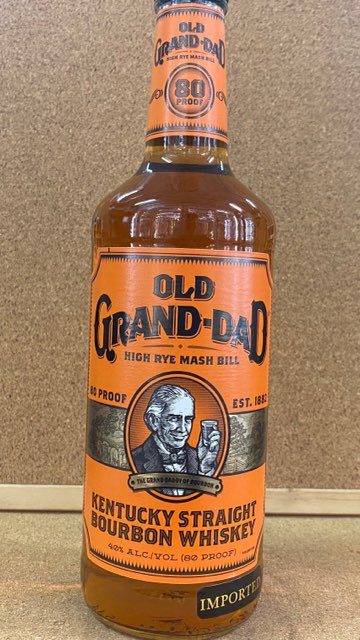 OLD
GRAND-DAD
HIGH RYE MASH BILL
80
PROOF
OLD
GRAND-DAD
HIGH RYE MASH BILL
80 PROOF
EST. 1882
THE GRAND-DADDY OF BOURBON
KENTUCKY STRAIGHT
BOURBON WHISKEY
40% ALC/VOL (80 PROOF)
IMPORTED